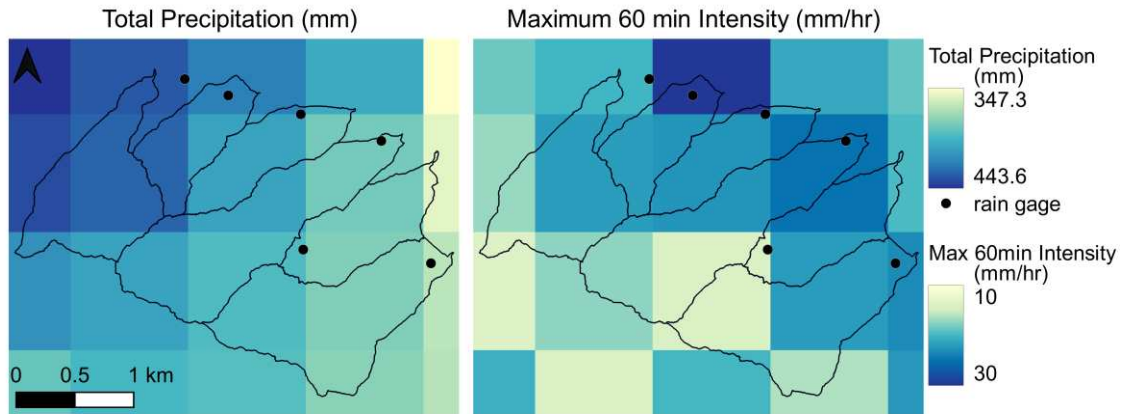 Total Precipitation (mm)
Maximum 60 min Intensity (mm/hr)
0 0.5 1 km
Total Precipitation
(mm)
347.3
443.6
rain gage
Max 60min Intensity
(mm/hr)
10
30